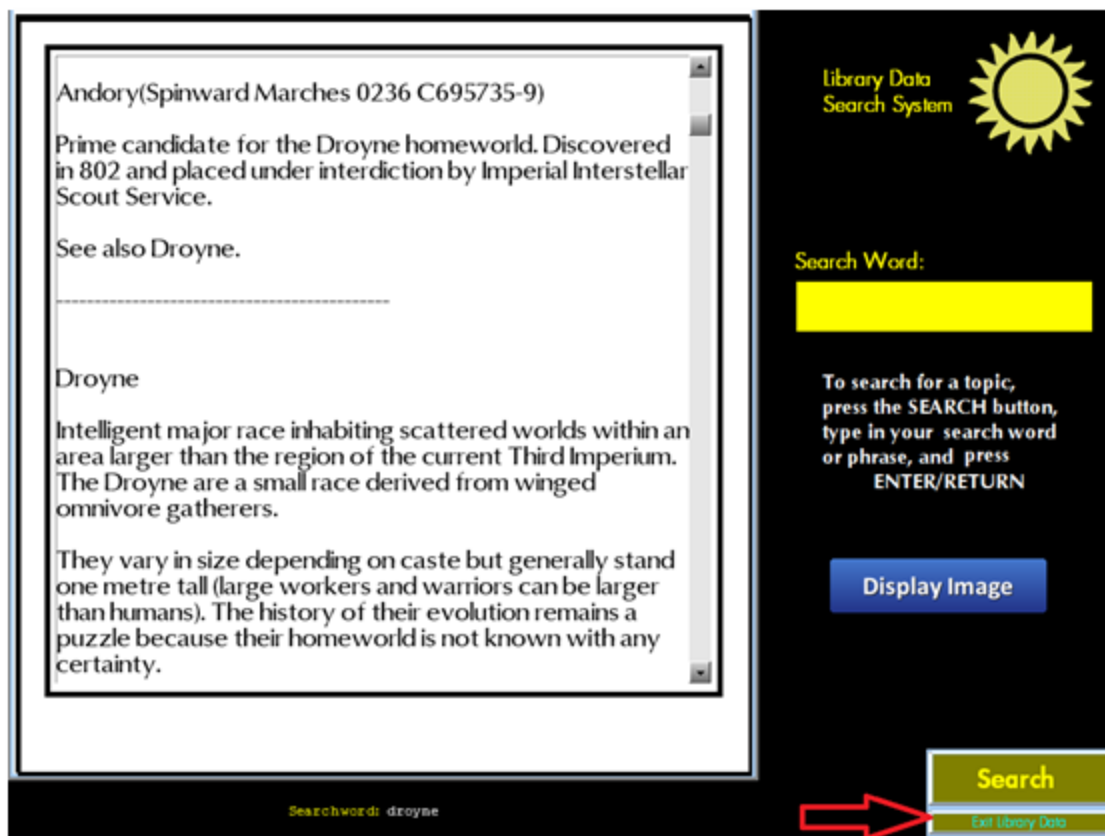 Andory(Spinward Marches 0236 C695735-9)
Prime candidate for the Droyne homeworld. Discovered
in 802 and placed under interdiction by Imperial Interstellar
Scout Service.
See also Droyne.
-------------------------------------------
Droyne
Intelligent major race inhabiting scattered worlds within an
area larger than the region of the current Third Imperium.
The Droyne are a small race derived from winged
omnivore gatherers.
They vary in size depending on caste but generally stand
one metre tall (large workers and warriors can be larger
than humans). The history of their evolution remains a
puzzle because their homeworld is not known with any
certainty.
Searchword: droyne
Library Data
Search System
Search Word:
To search for a topic,
press the SEARCH button,
type in your search word
or phrase, and press
ENTER/RETURN
Display Image
Search
Exit Library Data